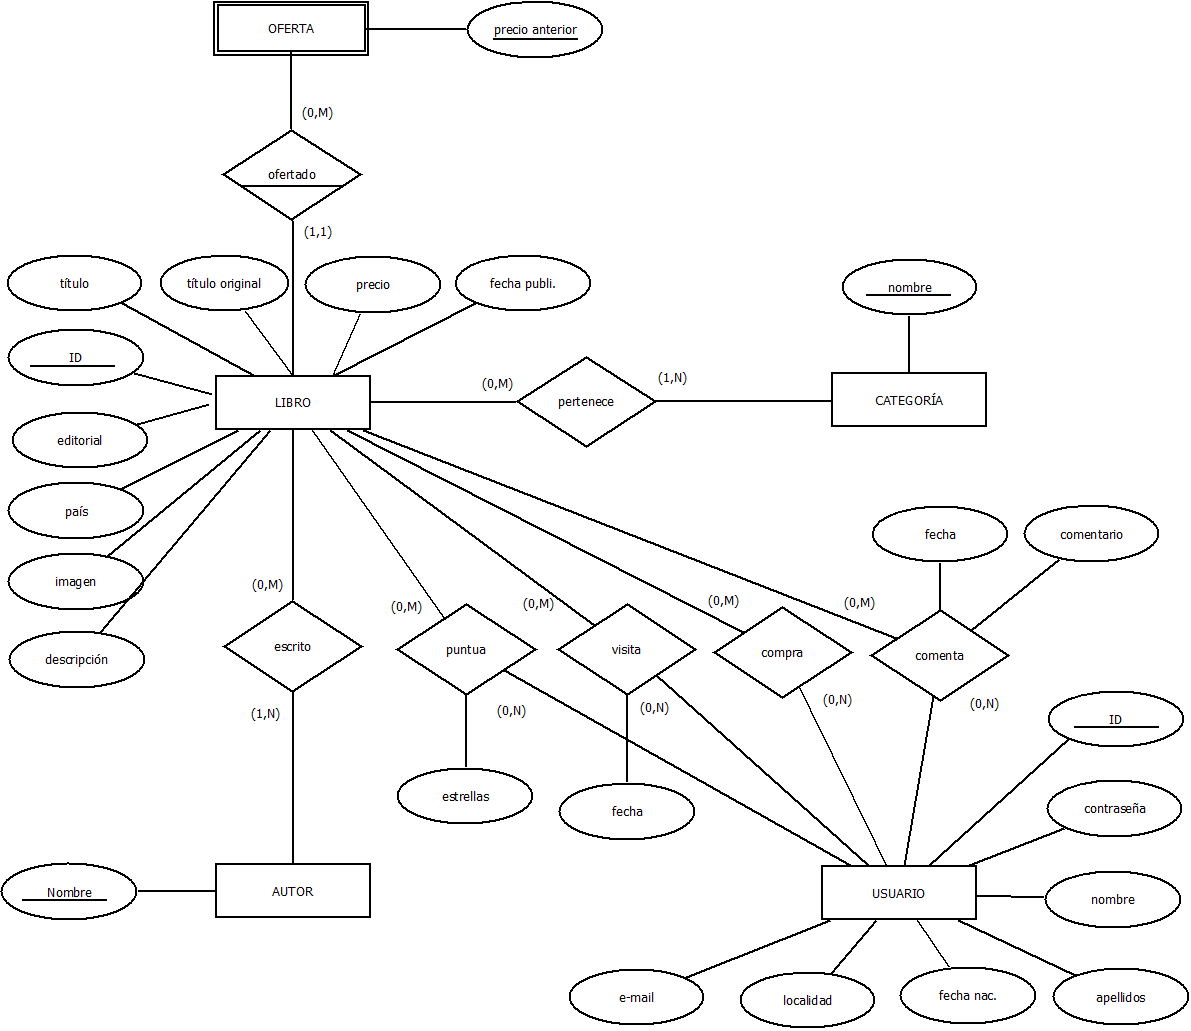 OFERTA
precio anterior
(0,M)
ofertado
(1,1)
título
título original
precio
fecha publi.
nombre
ID
(0,M)
(1,N)
pertenece
LIBRO
CATEGORÍA
editorial
país
fecha
comentario
imagen
(0,M)
(0,M)
(0,M)
(0,M)
(0,M)
descripción
escrito
puntua
visita
compra
comenta
(1,N)
(0,N)
(0,N)
(0,N)
(0,N)
ID
estrellas
fecha
contraseña
Nombre
AUTOR
USUARIO
nombre
e-mail
localidad
fecha nac.
apellidos